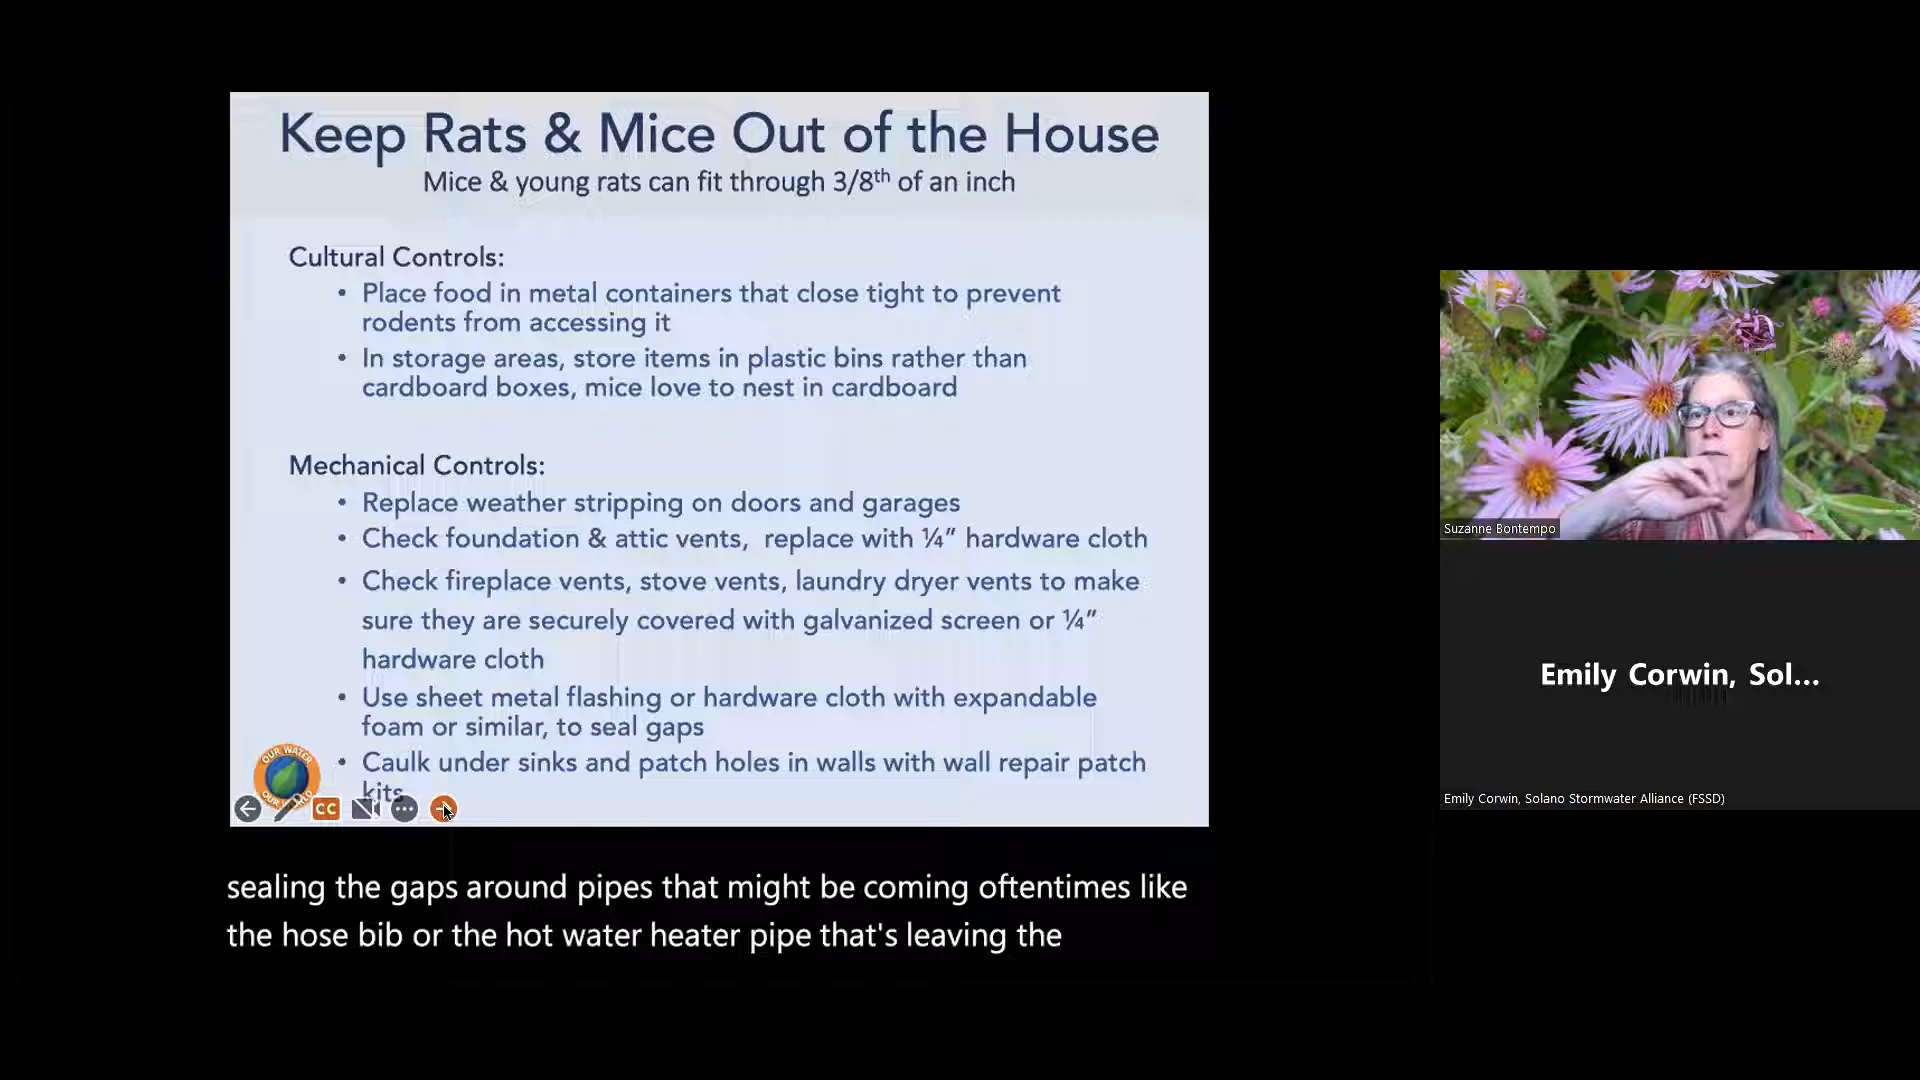 Keep Rats & Mice Out of the House
Mice & young rats can fit through 3/8th of an inch
Cultural Controls:
• Place food in metal containers that close tight to prevent
rodents from accessing it
• In storage areas, store items in plastic bins rather than
cardboard boxes, mice love to nest in cardboard
Mechanical Controls:
• Replace weather stripping on doors and garages
• Check foundation & attic vents, replace with ¼” hardware cloth
• Check fireplace vents, stove vents, laundry dryer vents to make
sure they are securely covered with galvanized screen or ¼”
hardware cloth
• Use sheet metal flashing or hardware cloth with expandable
foam or similar, to seal gaps
• Caulk under sinks and patch holes in walls with wall repair patch
kits
OUR WATER
CC
sealing the gaps around pipes that might be coming oftentimes like
the hose bib or the hot water heater pipe that's leaving the
Suzanne Bontempo
Emily Corwin, Sol...
Emily Corwin, Solano Stormwater Alliance (FSSD)